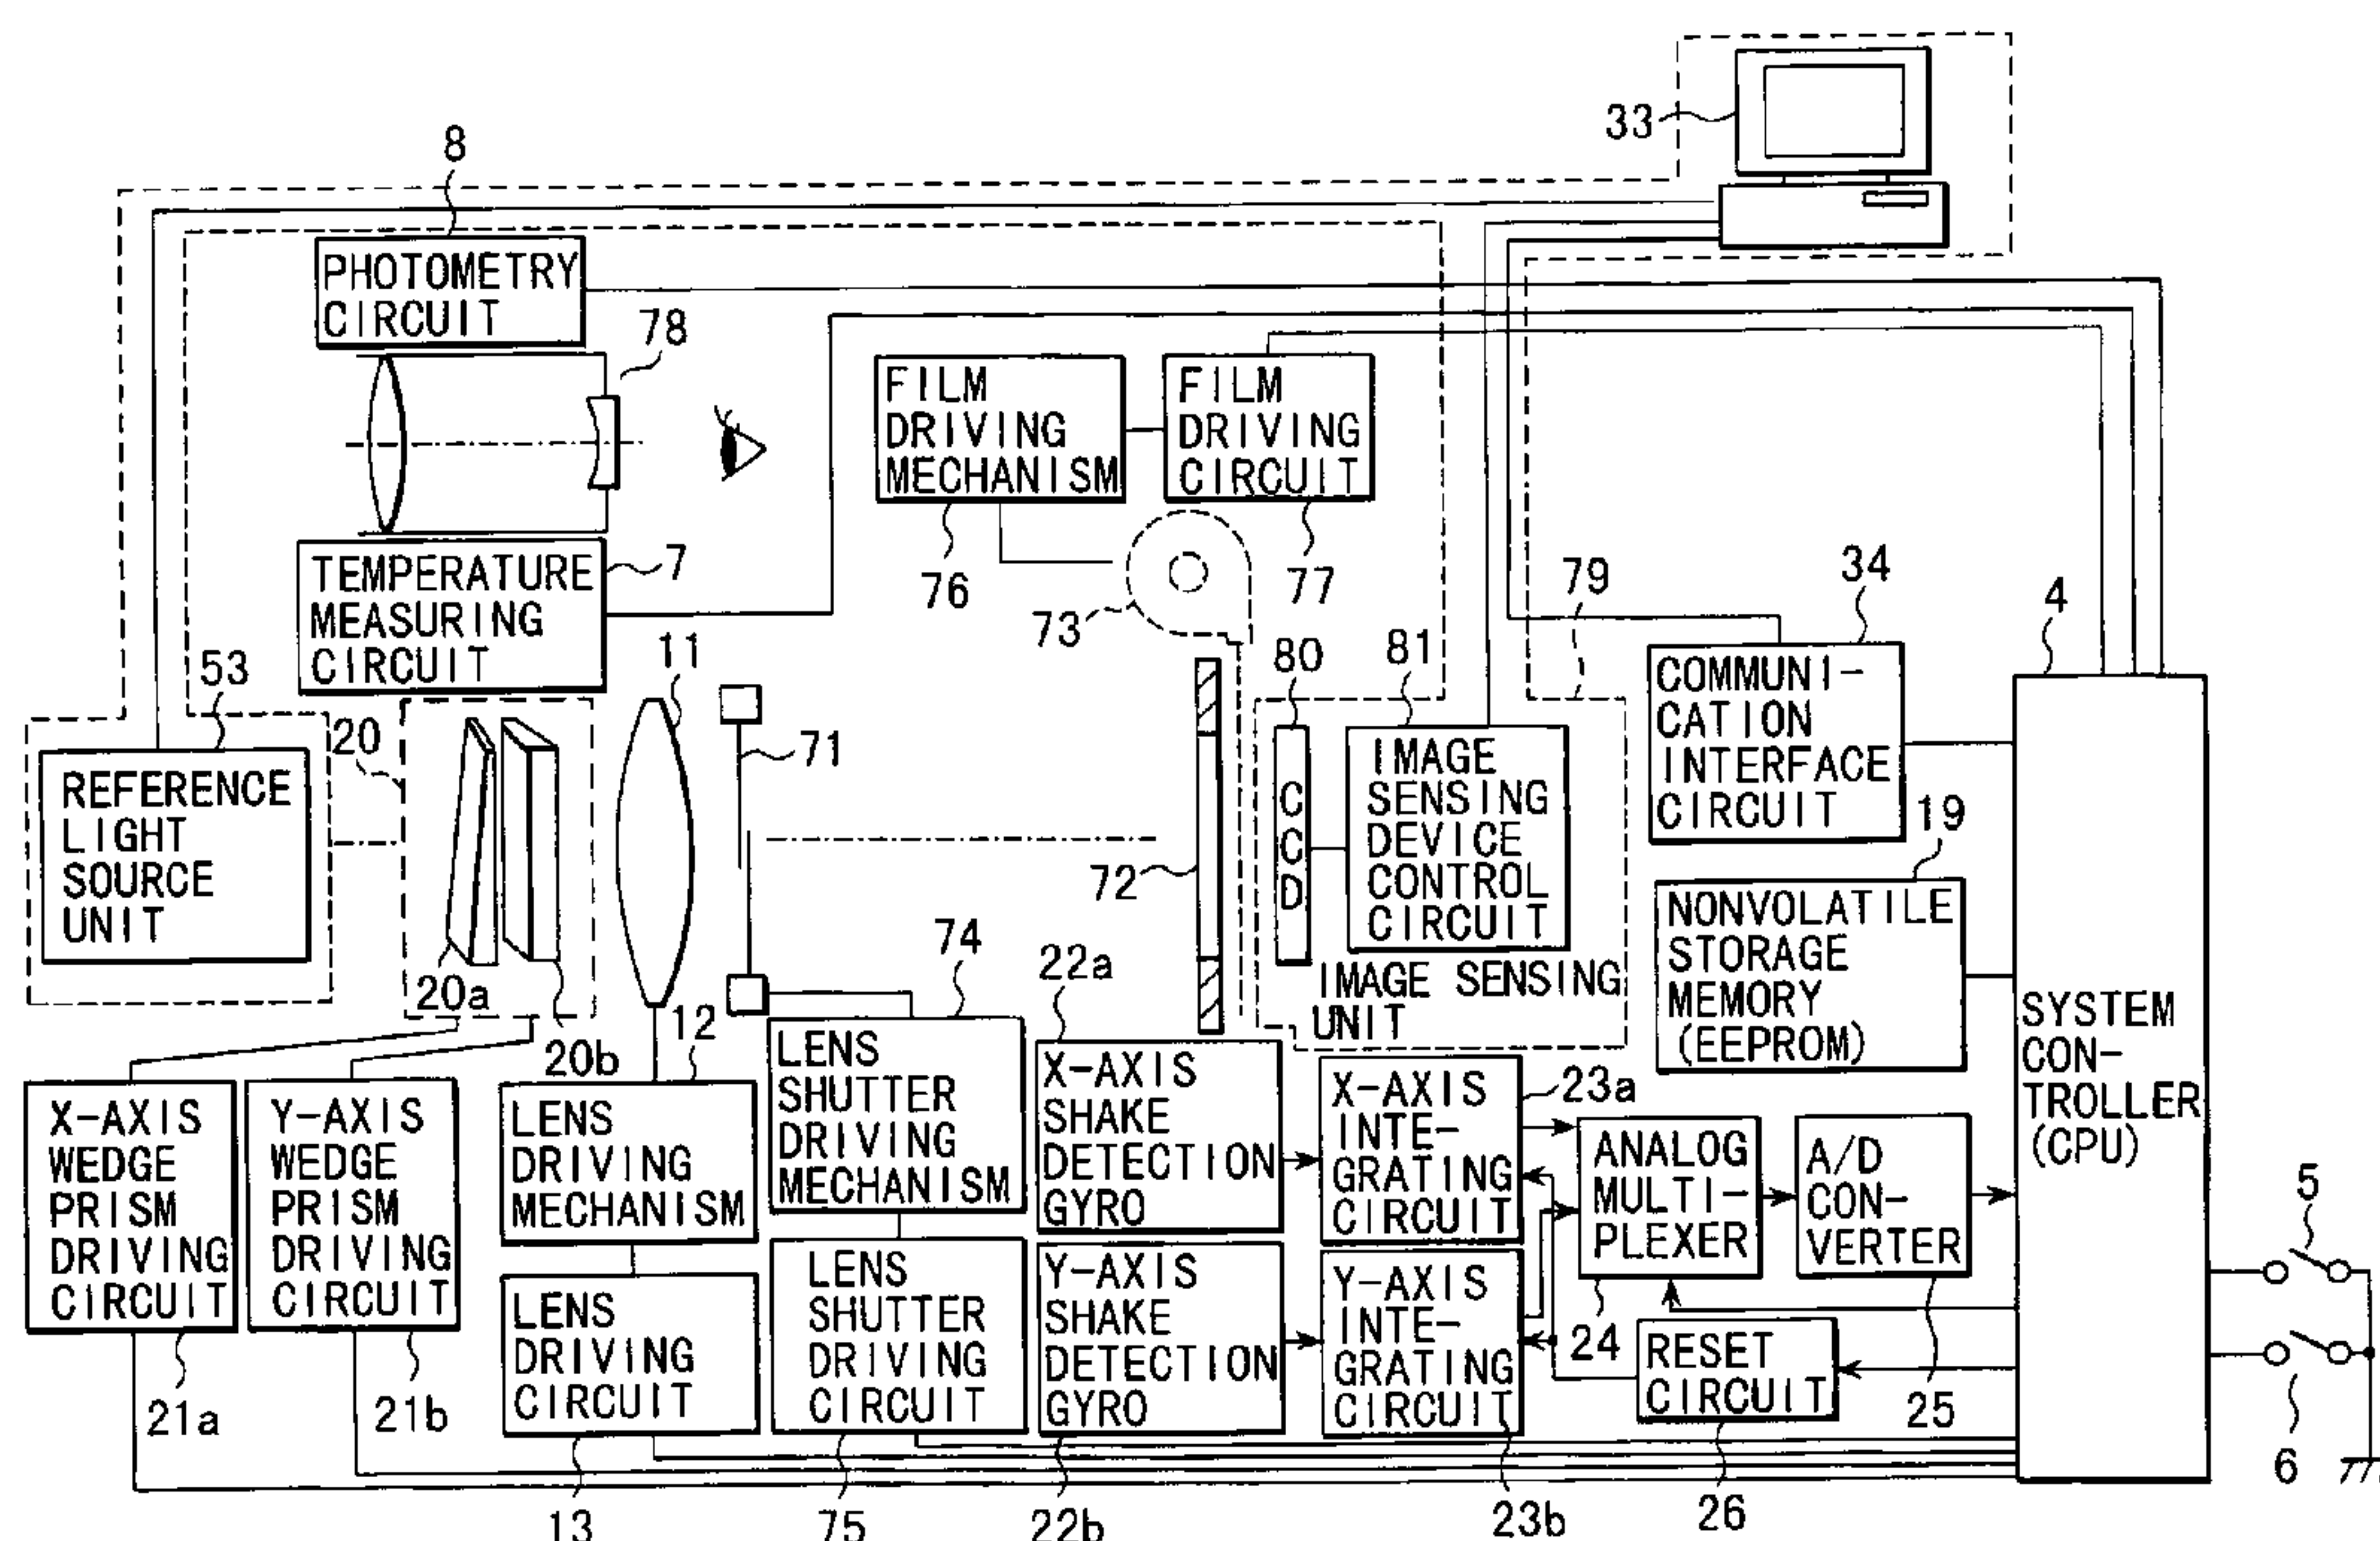 33
8
PHOTOMETRY
CIRCUIT
78
FILM
DRIVING
MECHANISM
FILM
DRIVING
CIRCUIT
76
77
73
TEMPERATURE
MEASURING
CIRCUIT
7
79
34
4
53
11
80
81
COMMUNI-
CATION
INTERFACE
CIRCUIT
20
71
REFERENCE
LIGHT
SOURCE
UNIT
CCD
IMAGE
SENSING
DEVICE
CONTROL
CIRCUIT
19
72
NONVOLATILE
STORAGE
MEMORY
(EEPROM)
74
22a
20a
IMAGE SENSING
UNIT
12
20b
SYSTEM
CON-
TROLLER
(CPU)
X-AXIS
WEDGE
PRISM
DRIVING
CIRCUIT
Y-AXIS
WEDGE
PRISM
DRIVING
CIRCUIT
LENS
DRIVING
MECHANISM
LENS
SHUTTER
DRIVING
MECHANISM
X-AXIS
SHAKE
DETECTION
GYRO
X-AXIS
INTE-
GRATING
CIRCUIT
23a
ANALOG
MULTI-
PLEXER
A/D
CON-
VERTER
5
LENS
DRIVING
CIRCUIT
LENS
SHUTTER
DRIVING
CIRCUIT
Y-AXIS
SHAKE
DETECTION
GYRO
Y-AXIS
INTE-
GRATING
CIRCUIT
24
RESET
CIRCUIT
25
21a
21b
6
13
75
22b
23b
26